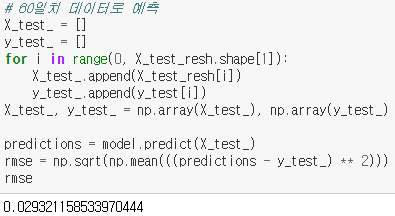 # 60일치 데이터로 예측
X_test_ = []
y_test_ = []
for i in range(0, X_test_resh.shape[1]):
    X_test_.append(X_test_resh[i])
    y_test_.append(y_test[i])
X_test_, y_test_ = np.array(X_test_), np.array(y_test_)

predictions = model.predict(X_test_)
rmse = np.sqrt(np.mean(((predictions - y_test_) ** 2)))
rmse
0.029321158533970444